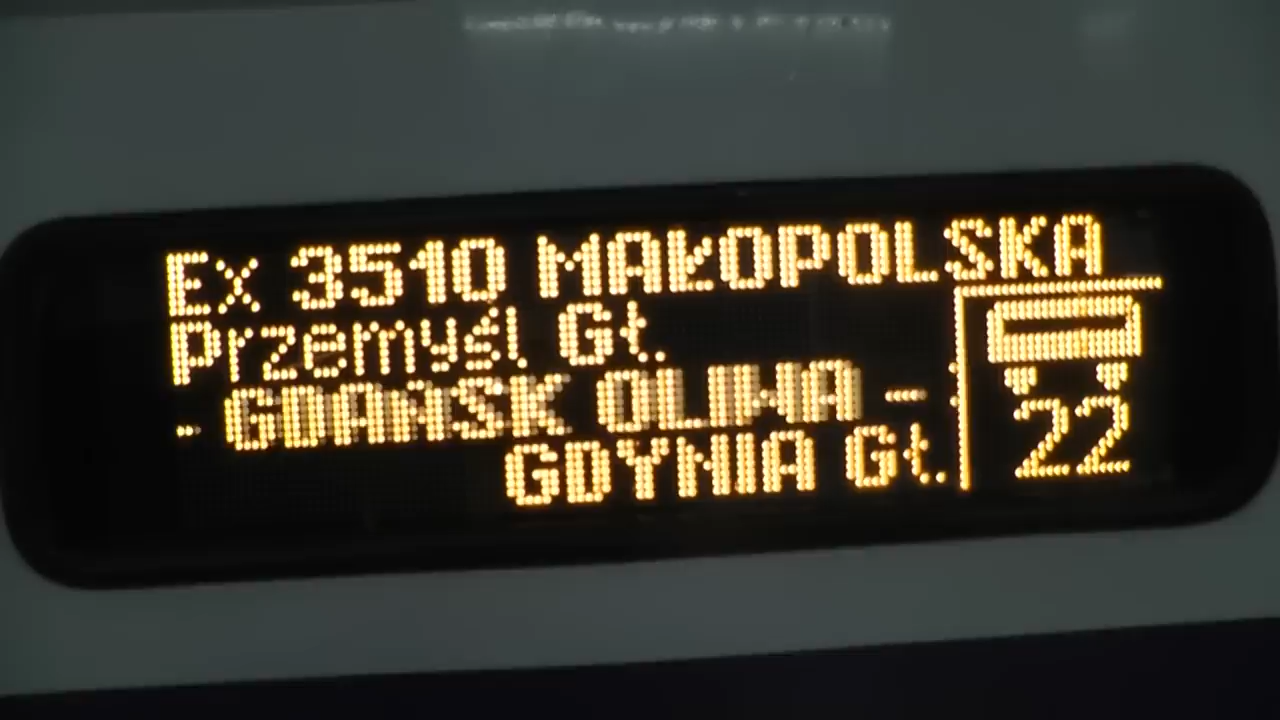 Ex 3510 MAŁOPOLSKA
Przemyśl Gł.
- GDAŃSK OLIWA -
GDYNIA Gł.
22